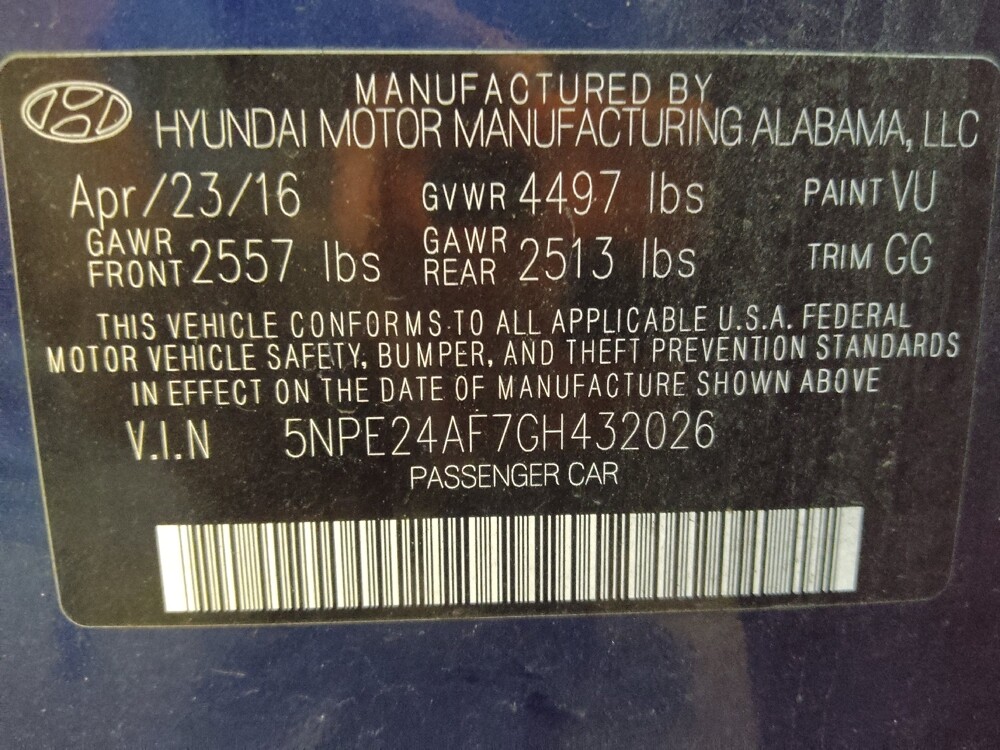 MANUFACTURED BY
HYUNDAI MOTOR MANUFACTURING ALABAMA, LLC
Apr/23/16 GVWR 4497 lbs PAINT VU
GAWR FRONT 2557 lbs GAWR REAR 2513 lbs TRIM GG
THIS VEHICLE CONFORMS TO ALL APPLICABLE U.S.A. FEDERAL
MOTOR VEHICLE SAFETY, BUMPER, AND THEFT PREVENTION STANDARDS
IN EFFECT ON THE DATE OF MANUFACTURE SHOWN ABOVE
V.I.N 5NPE24AF7GH432026
PASSENGER CAR